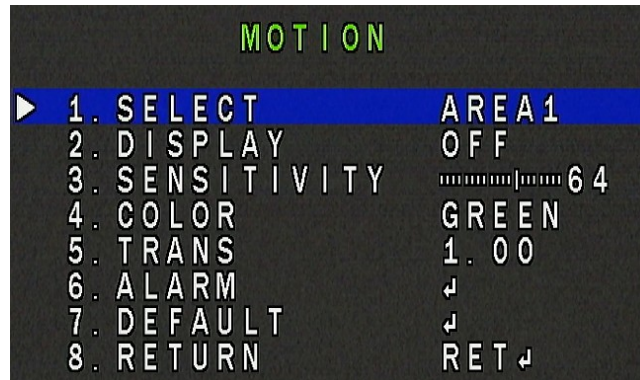 MOTION
1. SELECT AREA1
2. DISPLAY OFF
3. SENSITIVITY 64
4. COLOR GREEN
5. TRANS 1.00
6. ALARM ↲
7. DEFAULT ↲
8. RETURN RET↲